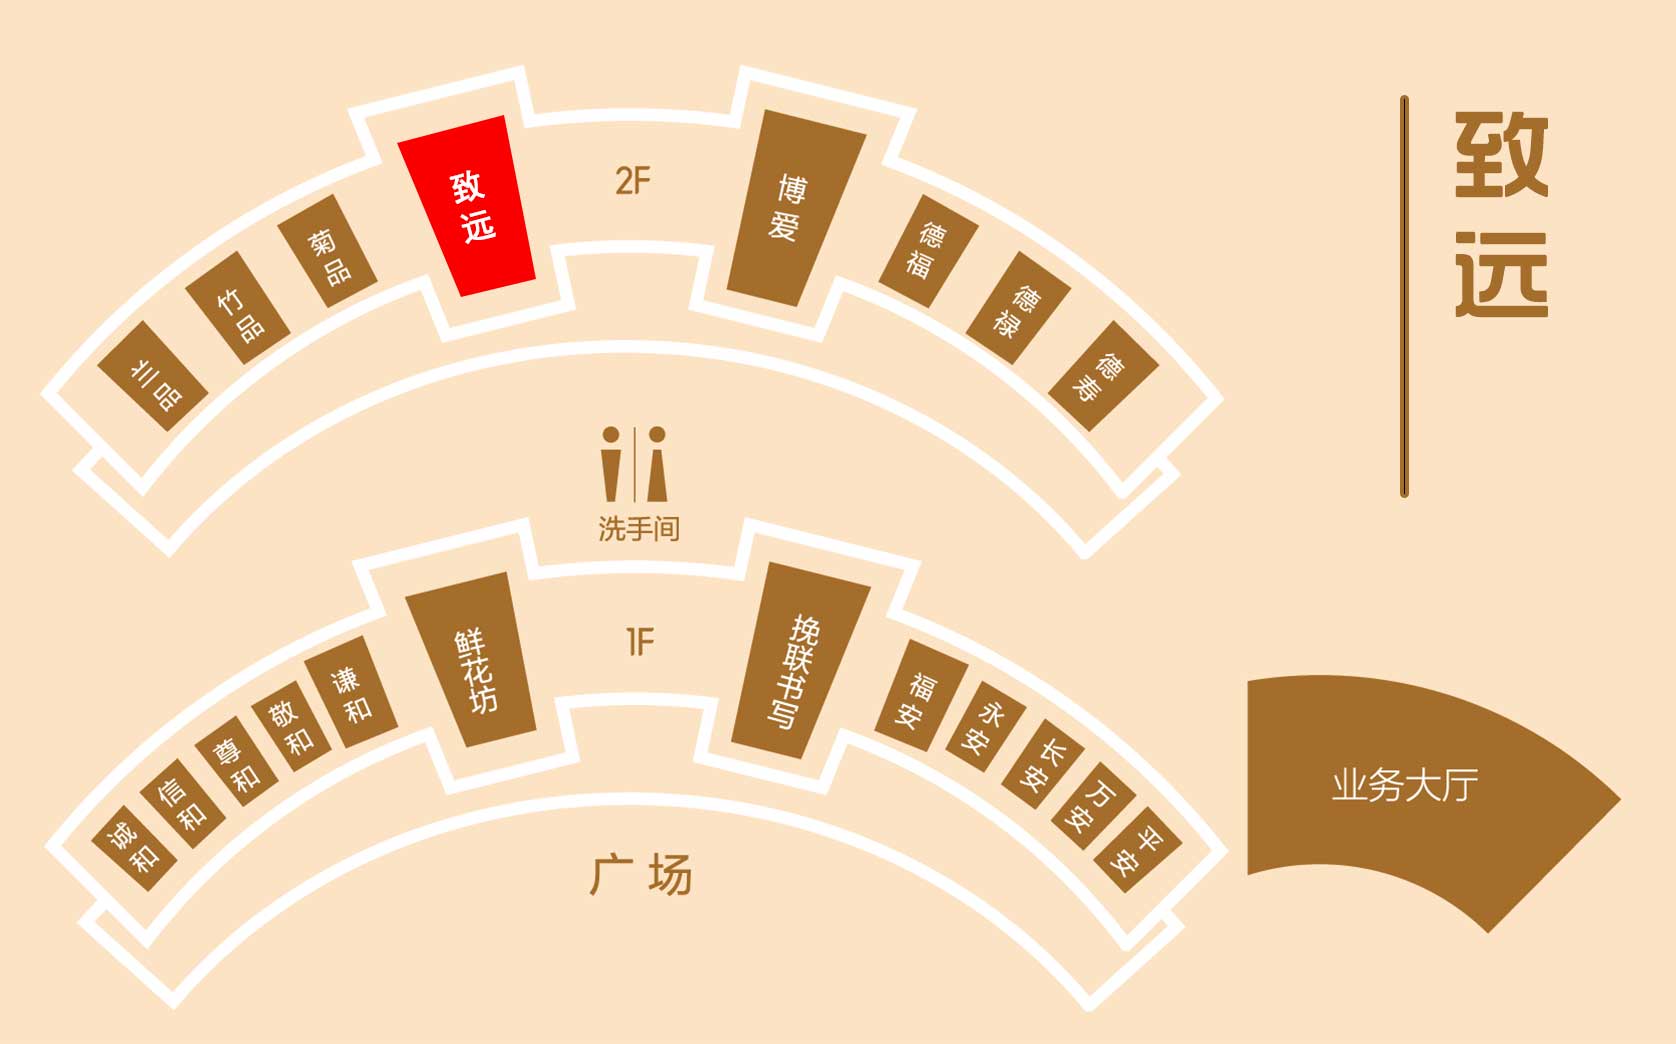 致远
2F
致远
博爱
菊品
竹品
兰品
德福
德禄
德寿
洗手间
1F
鲜花坊
挽联书写
谦和
敬和
尊和
信和
诚和
福安
永安
长安
万安
平安
业务大厅
广场